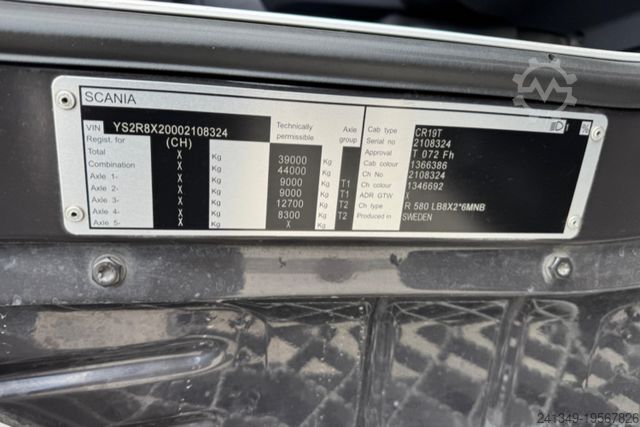 SCANIA
VIN YS2R8X20002108324 Technically permissible Axle group
Regist. for (CH)
Total X Kg 39000 Kg
Combination X Kg 44000 Kg
Axle 1- X Kg 9000 Kg T1
Axle 2- X Kg 9000 Kg T1
Axle 3- X Kg 12700 Kg T2
Axle 4- X Kg 8300 Kg T2
Axle 5- X Kg X Kg
Cab type CR19T
Serial no 2108324
Approval T 072 Fh
Cab colour 1366386
Ch No 2108324
Ch colour 1346692
ADR GTW X
Ch type R 580 LB8X2*6MNB
Produced in SWEDEN
241349-19567826